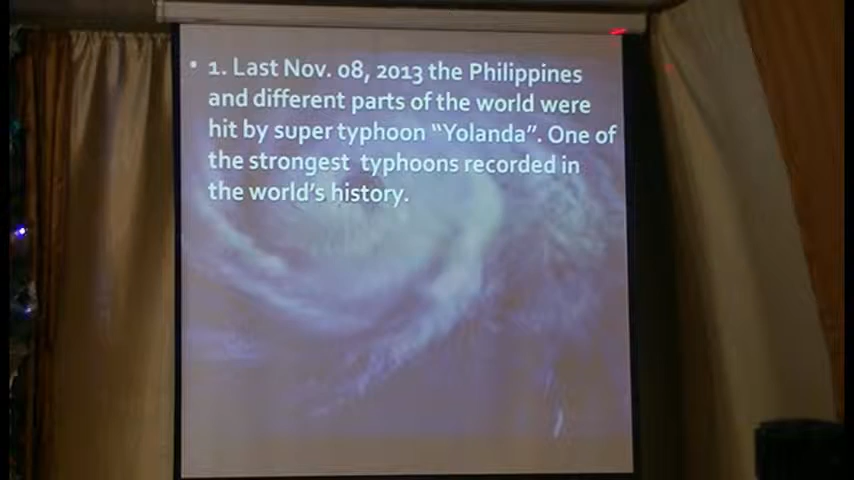 • 1. Last Nov. 08, 2013 the Philippines
and different parts of the world were
hit by super typhoon “Yolanda”. One of
the strongest typhoons recorded in
the world’s history.